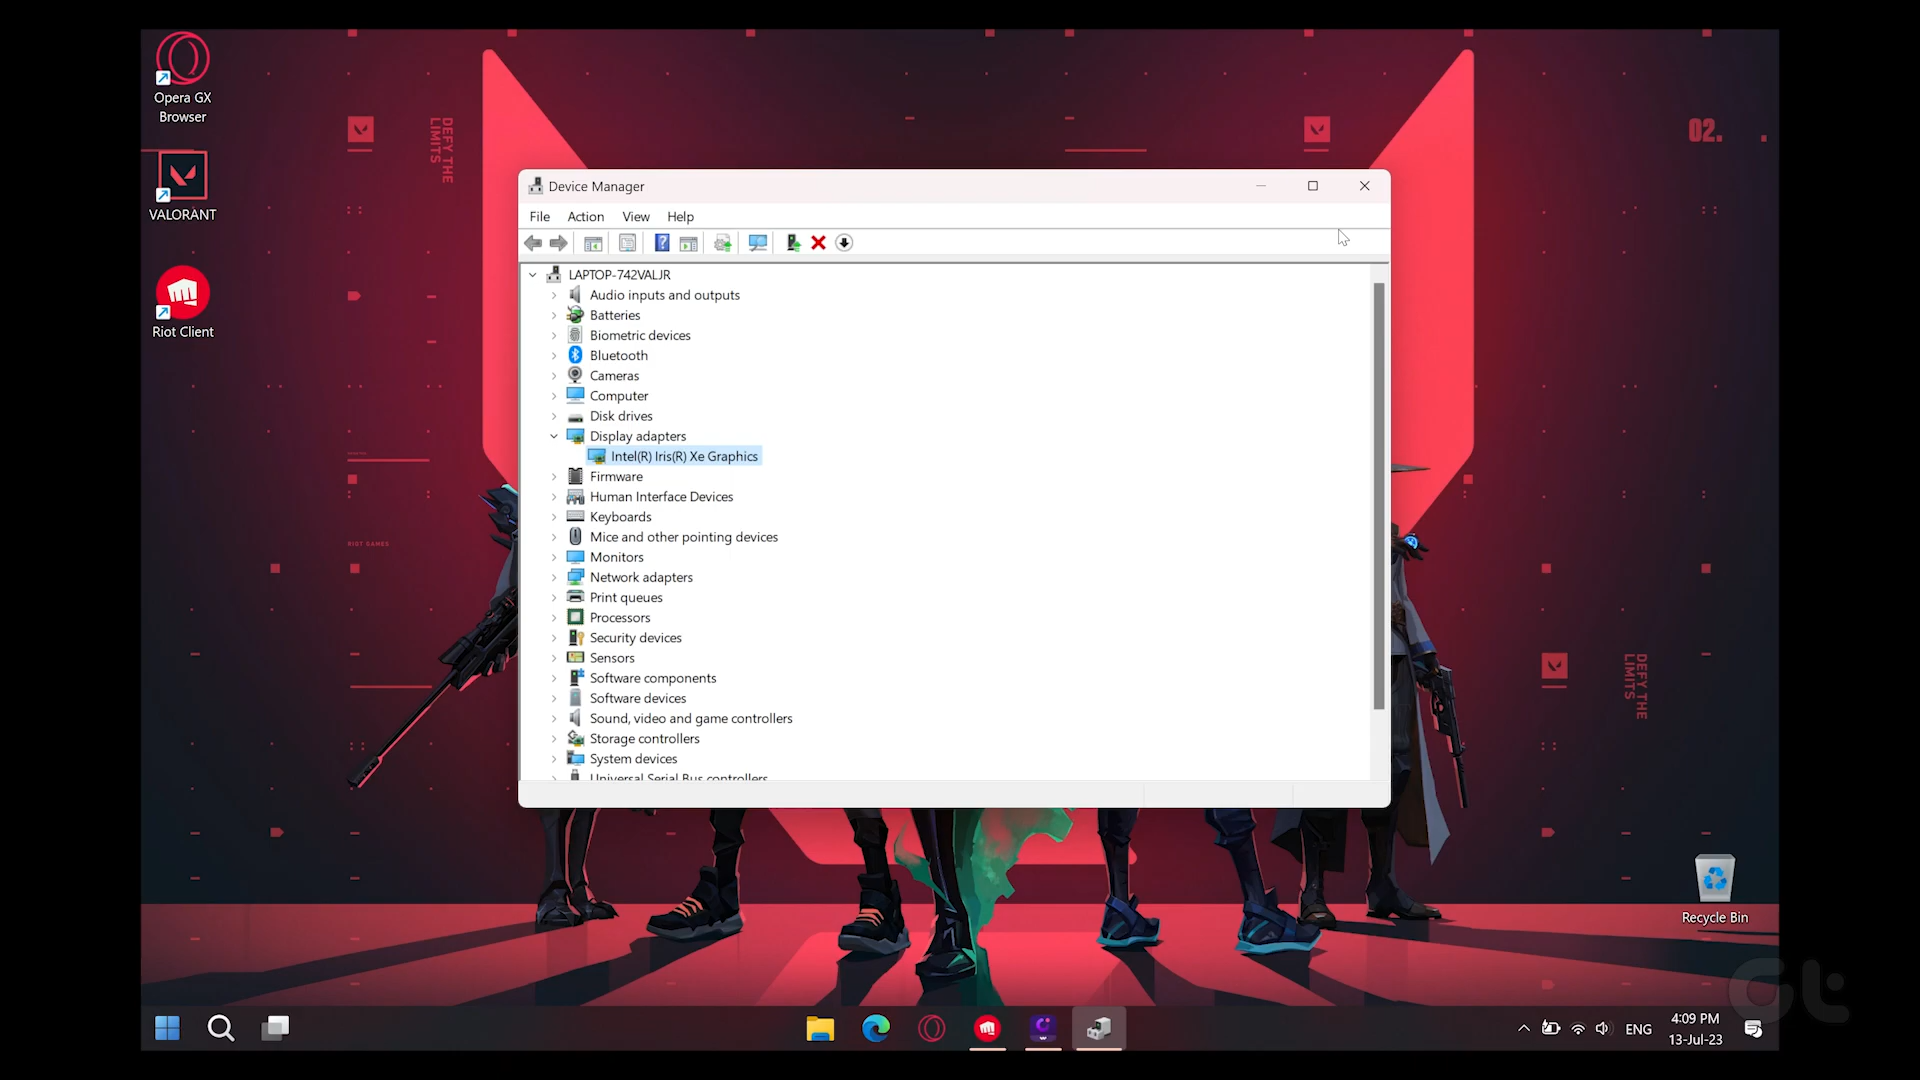 Opera GX
Browser
VALORANT
Riot Client
DEFY THE
LIMITS
02.
Device Manager
File Action View Help
LAPTOP-742VALJR
Audio inputs and outputs
Batteries
Biometric devices
Bluetooth
Cameras
Computer
Disk drives
Display adapters
Intel(R) Iris(R) Xe Graphics
Firmware
Human Interface Devices
Keyboards
Mice and other pointing devices
Monitors
Network adapters
Print queues
Processors
Security devices
Sensors
Software components
Software devices
Sound, video and game controllers
Storage controllers
System devices
Universal Serial Bus controllers
RIOT GAMES
DEFY THE
LIMITS
Recycle Bin
Gt
ENG
4:09 PM
13-Jul-23